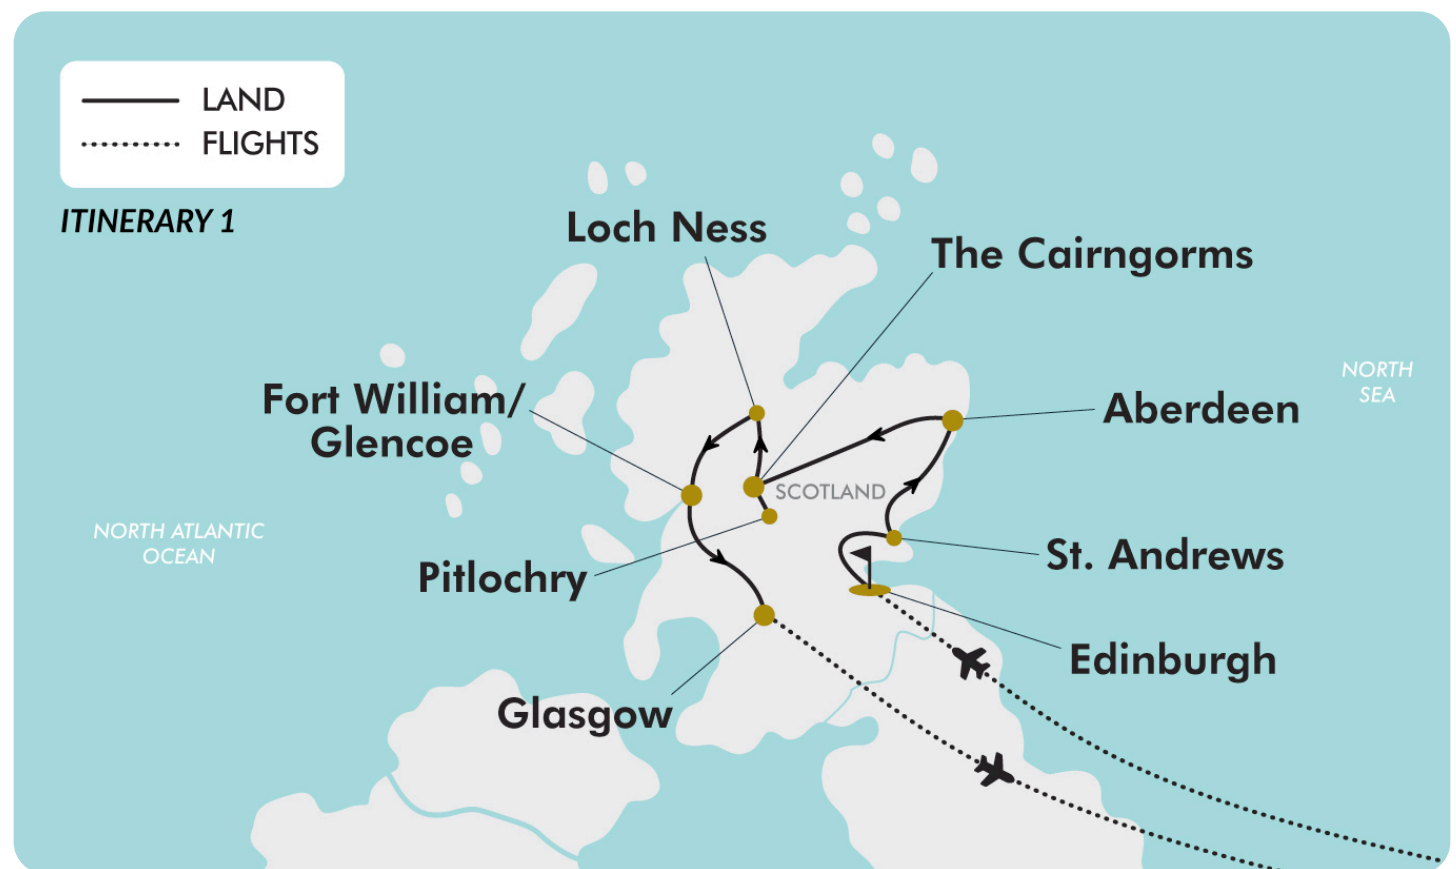 LAND
FLIGHTS
ITINERARY 1
Loch Ness
The Cairngorms
NORTH
SEA
Fort William/
Glencoe
Aberdeen
SCOTLAND
NORTH ATLANTIC
OCEAN
St. Andrews
Pitlochry
Edinburgh
Glasgow